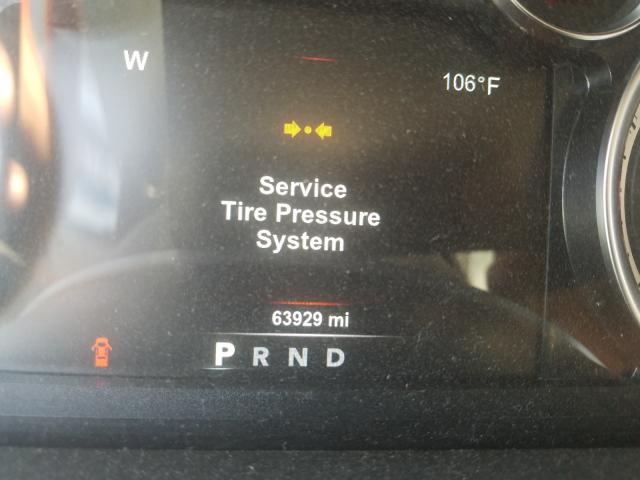 W
106°F
Service
Tire Pressure
System
63929 mi
P R N D